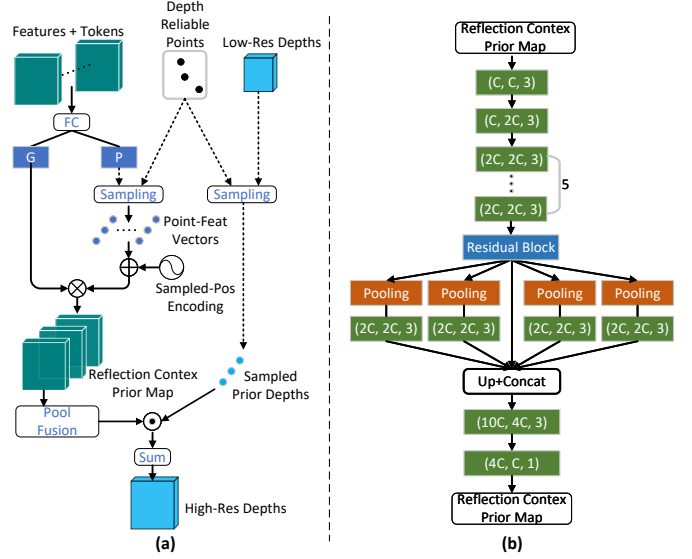 Features + Tokens
Depth
Reliable
Points
Low-Res Depths
FC
G
P
Sampling
Sampling
Point-Feat
Vectors
Sampled-Pos
Encoding
Reflection Contex
Prior Map
Sampled
Prior Depths
Pool
Fusion
Sum
High-Res Depths
(a)
Reflection Contex
Prior Map
(C, C, 3)
(C, 2C, 3)
(2C, 2C, 3)
5
(2C, 2C, 3)
Residual Block
Pooling
Pooling
Pooling
Pooling
(2C, 2C, 3)
(2C, 2C, 3)
(2C, 2C, 3)
(2C, 2C, 3)
Up+Concat
(10C, 4C, 3)
(4C, C, 1)
Reflection Contex
Prior Map
(b)